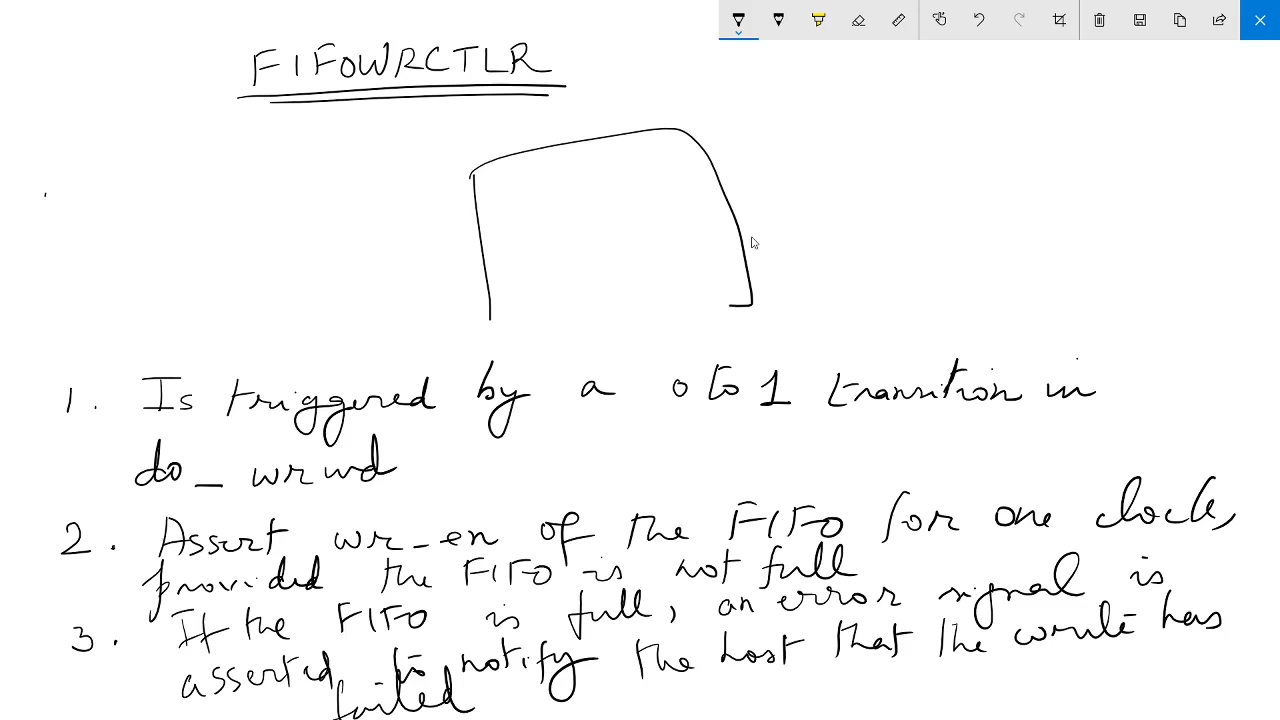 FIFOWRCTLR
1. Is triggered by a 0 to 1 transition in
do_wrwd
2. Assert wr_en of the FIFO for one clock,
provided the FIFO is not full
3. If the FIFO is full, an error signal is
asserted to notify the host that the write has
failed